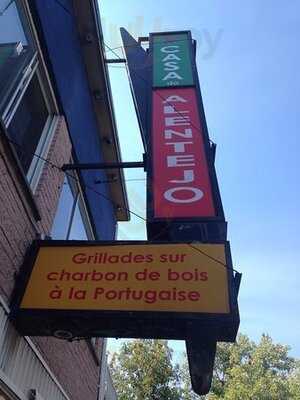 CASA
do
ALENTEJO
Grillades sur
charbon de bois
à la Portugaise